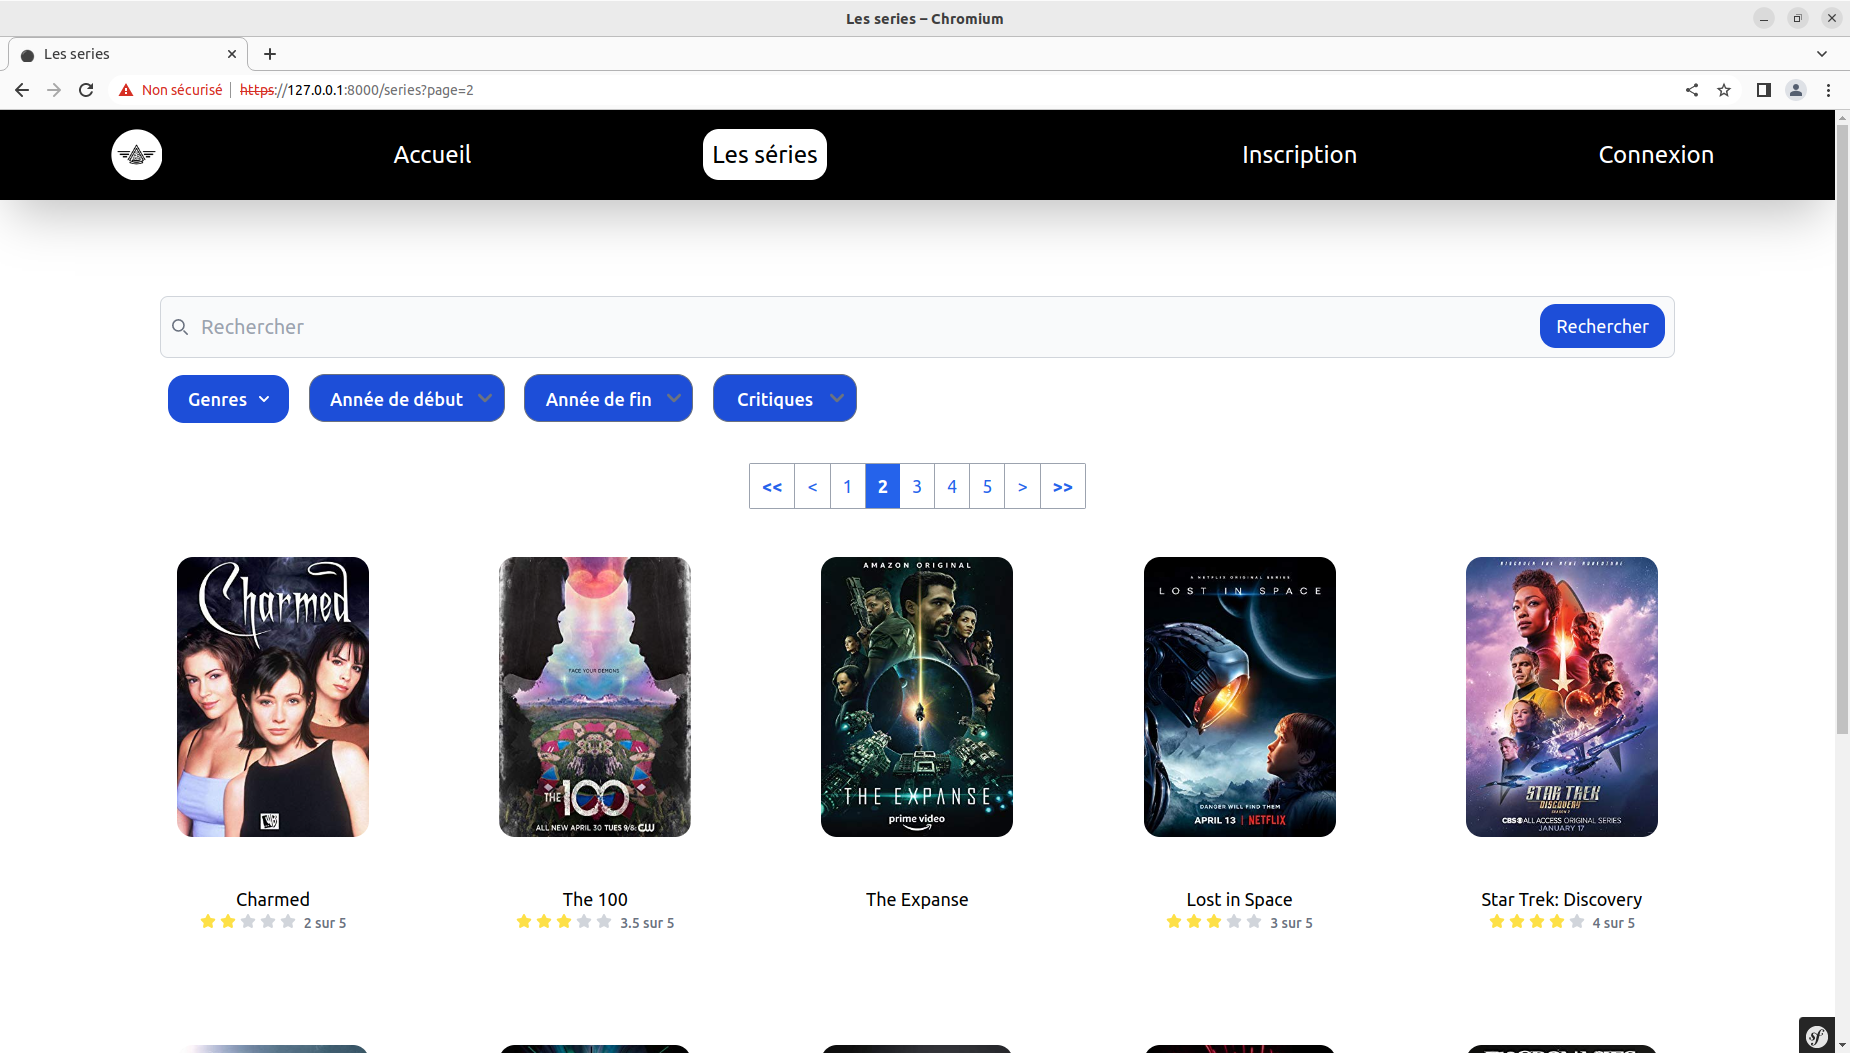 Les series – Chromium
Les series
Non sécurisé https://127.0.0.1:8000/series?page=2
Accueil Les séries Inscription Connexion
Rechercher Rechercher
Genres Année de début Année de fin Critiques
<< < 1 2 3 4 5 > >>
Charmed
FACE YOUR DEMONS
THE 100
ALL NEW APRIL 30 TUES 9/8c CW
AMAZON ORIGINAL
THE EXPANSE
prime video
A NETFLIX ORIGINAL SERIES
LOST IN SPACE
DANGER WILL FIND THEM
APRIL 13 | NETFLIX
STAR TREK
DISCOVERY
CBS ALL ACCESS ORIGINAL SERIES
JANUARY 17
Charmed The 100 The Expanse Lost in Space Star Trek: Discovery
2 sur 5 3.5 sur 5 3 sur 5 4 sur 5
sf